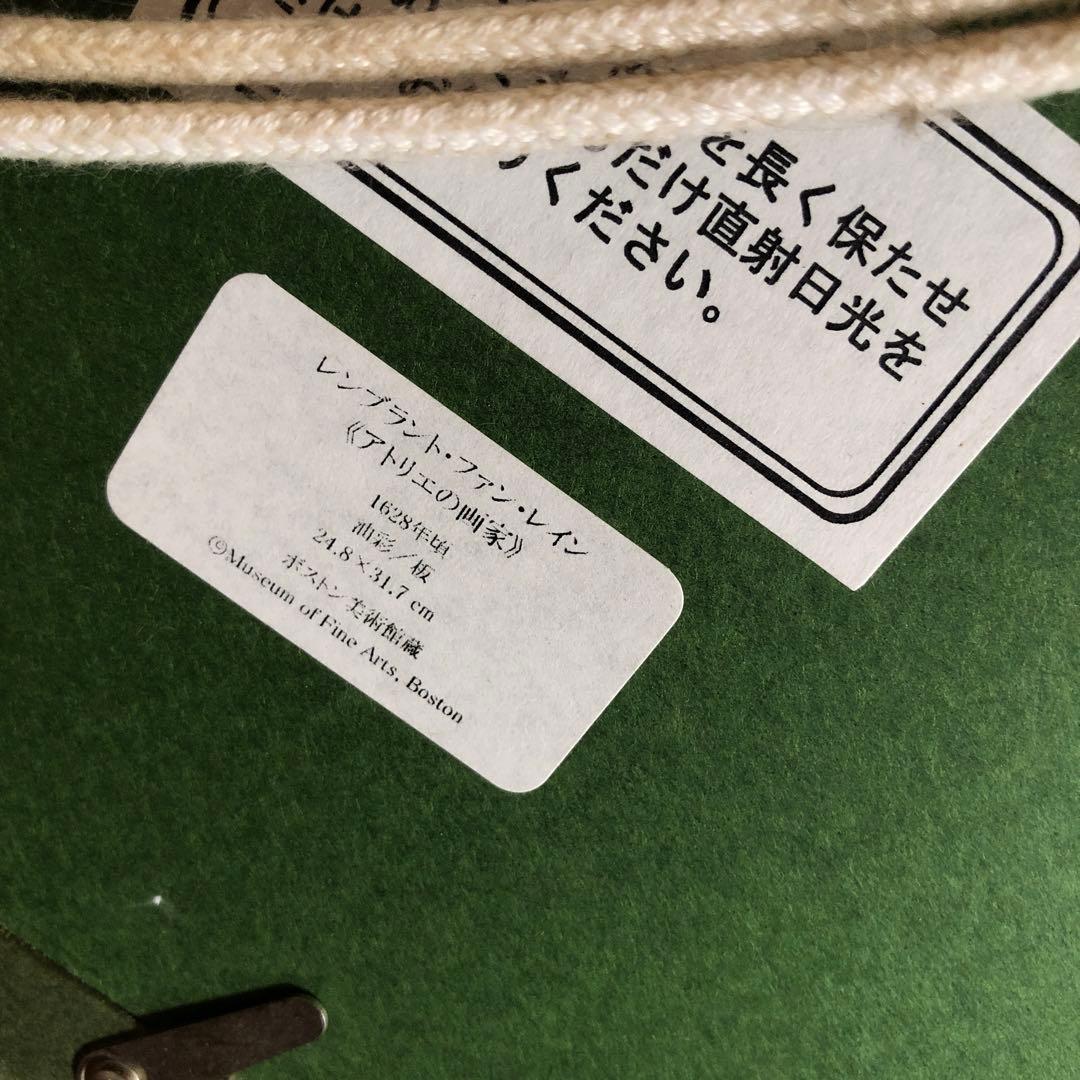 を長く保たせ
だけ直射日光を
ください。
レンブラント・ファン・レイン
《アトリエの画家》
1628年頃
油彩／板
24.8×31.7 cm
ボストン美術館蔵
©Museum of Fine Arts, Boston